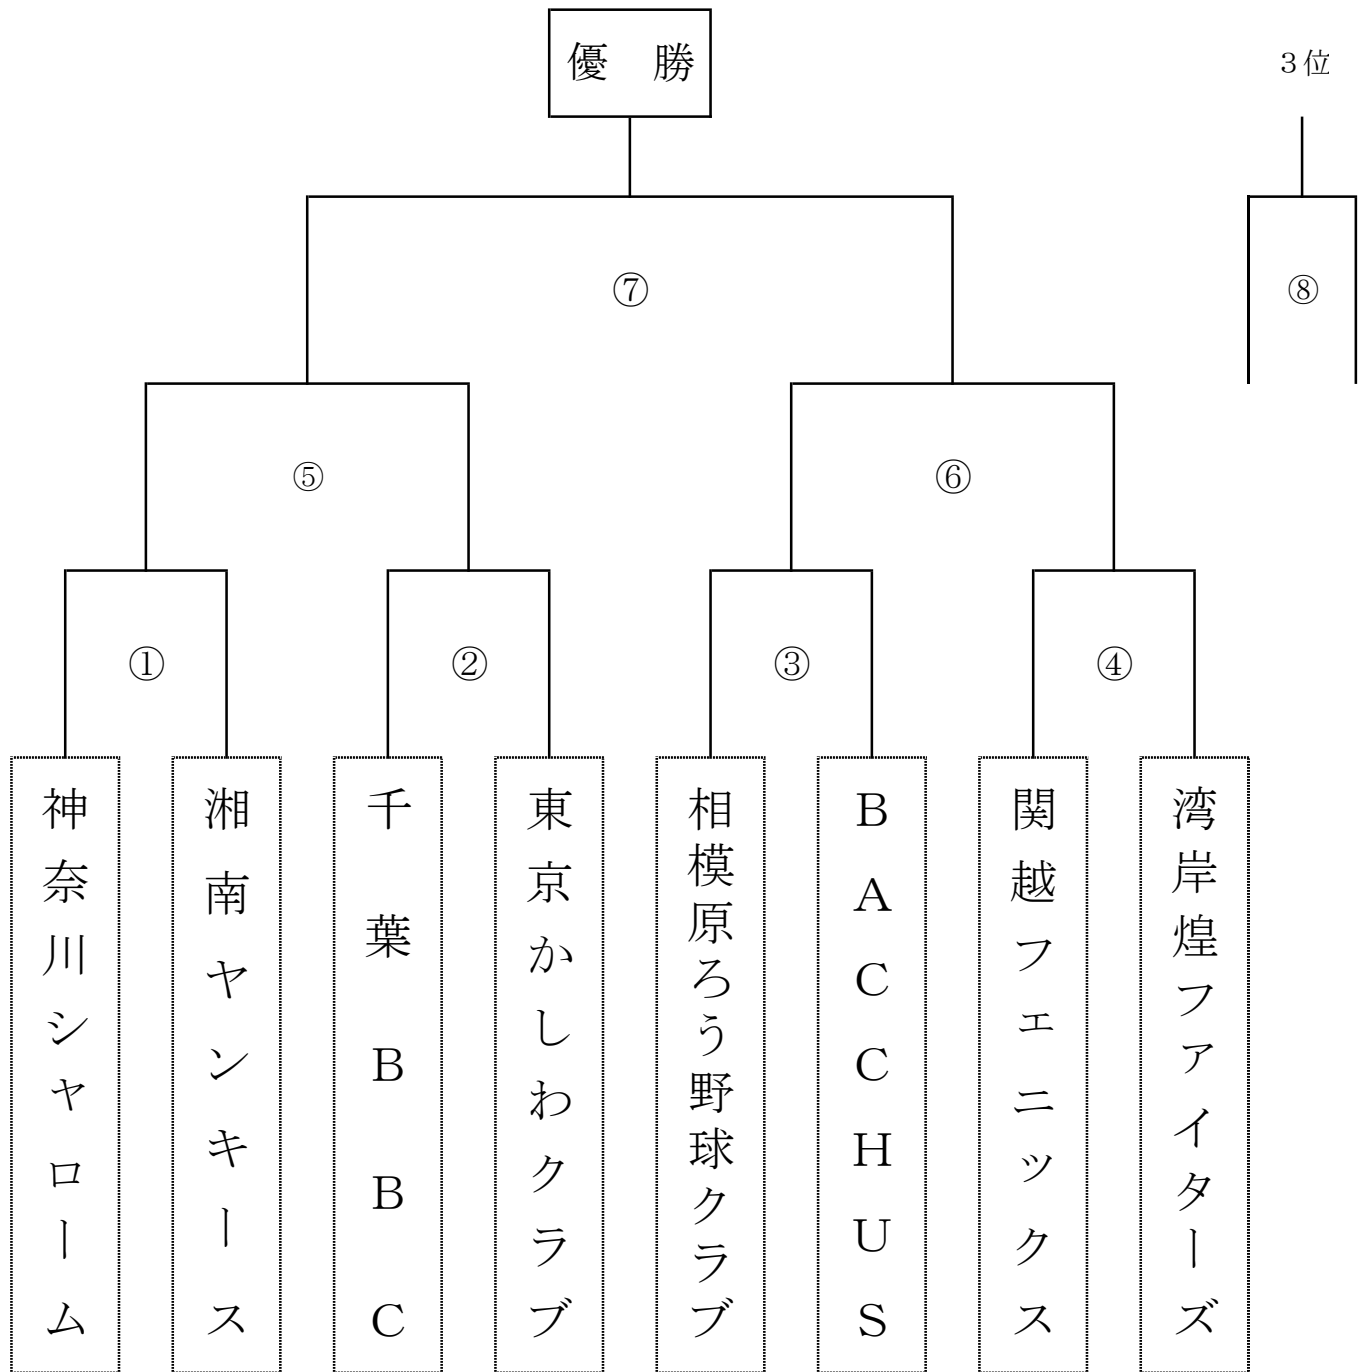 優　勝
３位
⑦
⑧
⑤
⑥
①
②
③
④
神奈川シャローム
湘南ヤンキース
千葉ＢＢＣ
東京かしわクラブ
相模原ろう野球クラブ
ＢＡＣＣＨＵＳ
関越フェニックス
湾岸煌ファイターズ